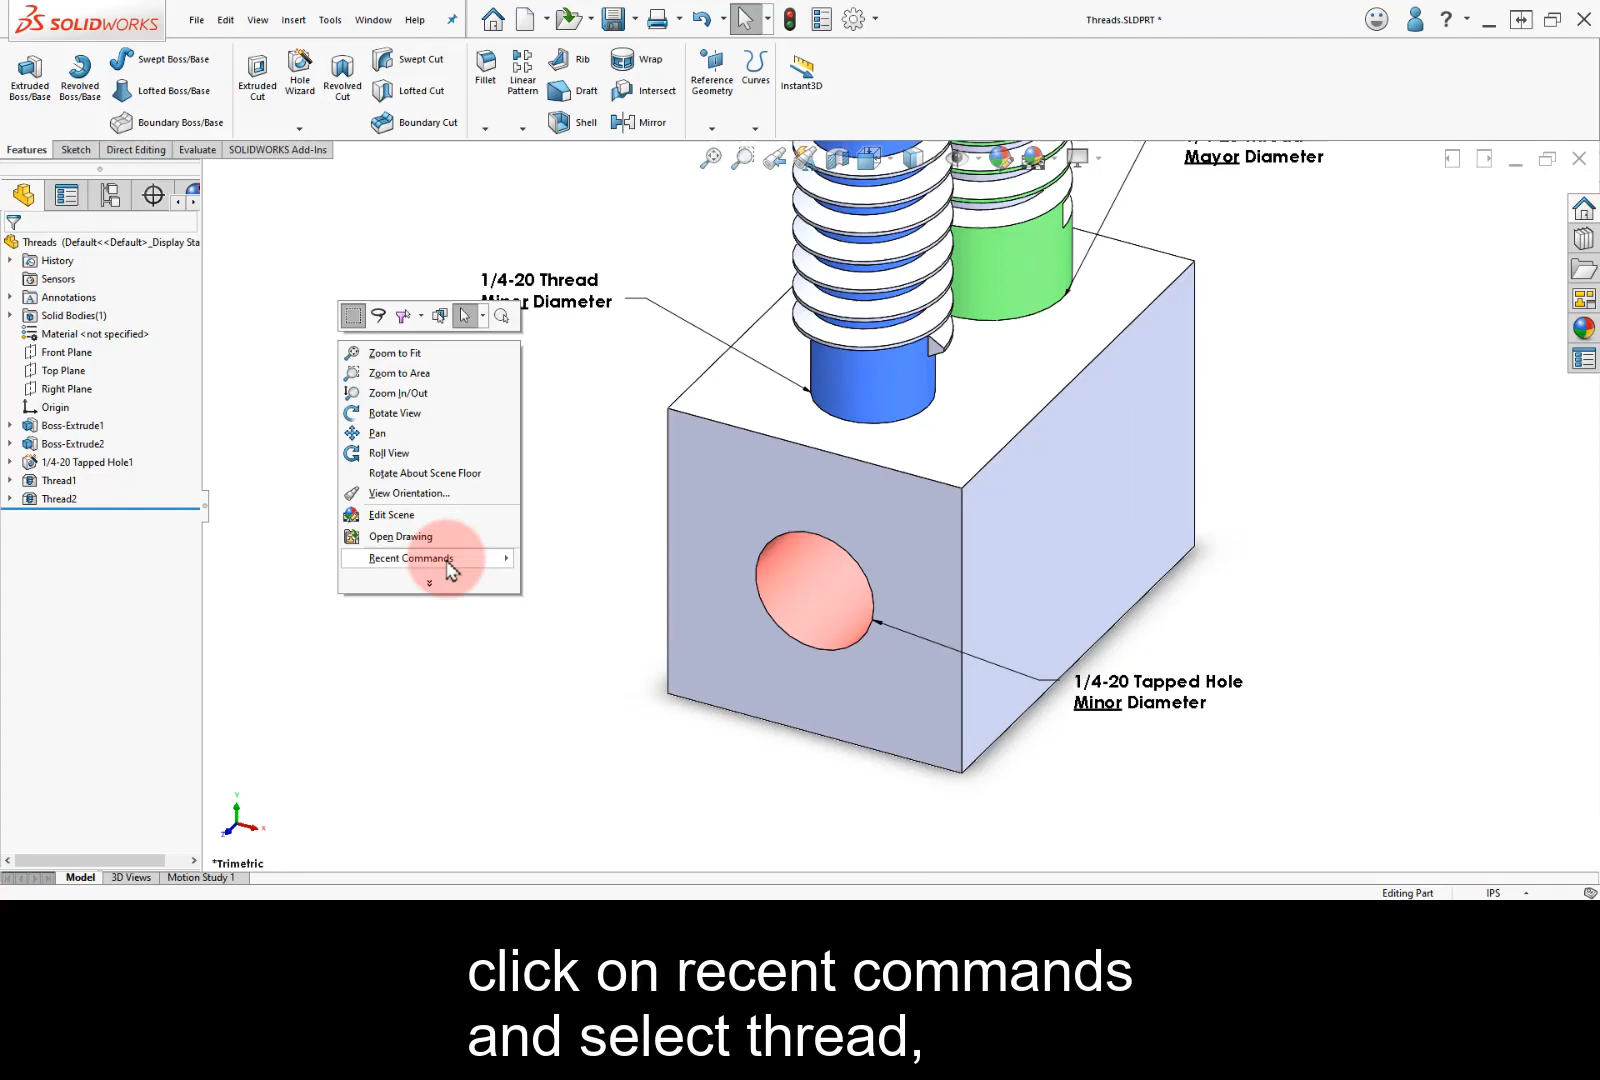 SOLIDWORKS
File Edit View Insert Tools Window Help
Threads.SLDPRT *
Extruded Boss/Base
Revolved Boss/Base
Swept Boss/Base
Lofted Boss/Base
Boundary Boss/Base
Extruded Cut
Hole Wizard
Revolved Cut
Swept Cut
Lofted Cut
Boundary Cut
Fillet
Linear Pattern
Rib
Draft
Shell
Wrap
Intersect
Mirror
Reference Geometry
Curves
Instant3D
Features Sketch Direct Editing Evaluate SOLIDWORKS Add-Ins
Threads (Default<<Default>_Display Sta
History
Sensors
Annotations
Solid Bodies(1)
Material <not specified>
Front Plane
Top Plane
Right Plane
Origin
Boss-Extrude1
Boss-Extrude2
1/4-20 Tapped Hole1
Thread1
Thread2
Mayor Diameter
1/4-20 Thread
Minor Diameter
Zoom to Fit
Zoom to Area
Zoom In/Out
Rotate View
Pan
Roll View
Rotate About Scene Floor
View Orientation...
Edit Scene
Open Drawing
Recent Commands
1/4-20 Tapped Hole
Minor Diameter
Y
X
Z
*Trimetric
Model 3D Views Motion Study 1
Editing Part IPS
click on recent commands
and select thread,